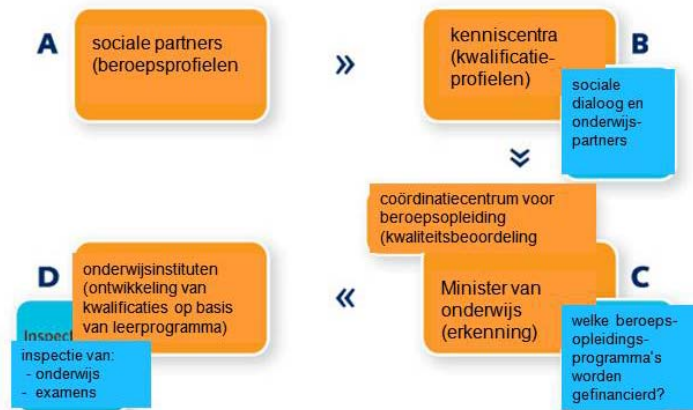 A
sociale partners
(beroepsprofielen
»
kenniscentra
(kwalificatie-
profielen)
B
sociale
dialoog en
onderwijs-
partners
coördinatiecentrum voor
beroepsopleiding
(kwaliteitsbeoordeling
Minister van
onderwijs
(erkenning)
C
welke beroeps-
opleidings-
programma's
worden
gefinancierd?
«
D
onderwijsinstituten
(ontwikkeling van
kwalificaties op basis
van leerprogramma)
Inspect
inspectie van:
- onderwijs
- examens